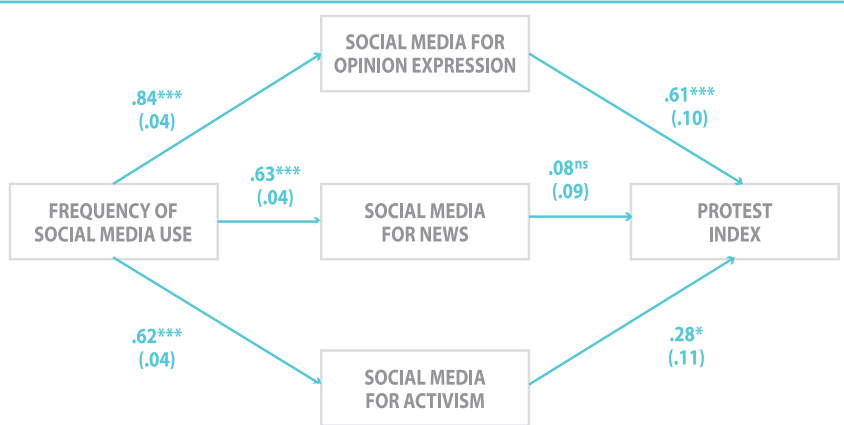 SOCIAL MEDIA FOR
OPINION EXPRESSION
.84***
(.04)
.61***
(.10)
.63***
(.04)
.08ns
(.09)
FREQUENCY OF
SOCIAL MEDIA USE
SOCIAL MEDIA
FOR NEWS
PROTEST
INDEX
.62***
(.04)
.28*
(.11)
SOCIAL MEDIA
FOR ACTIVISM